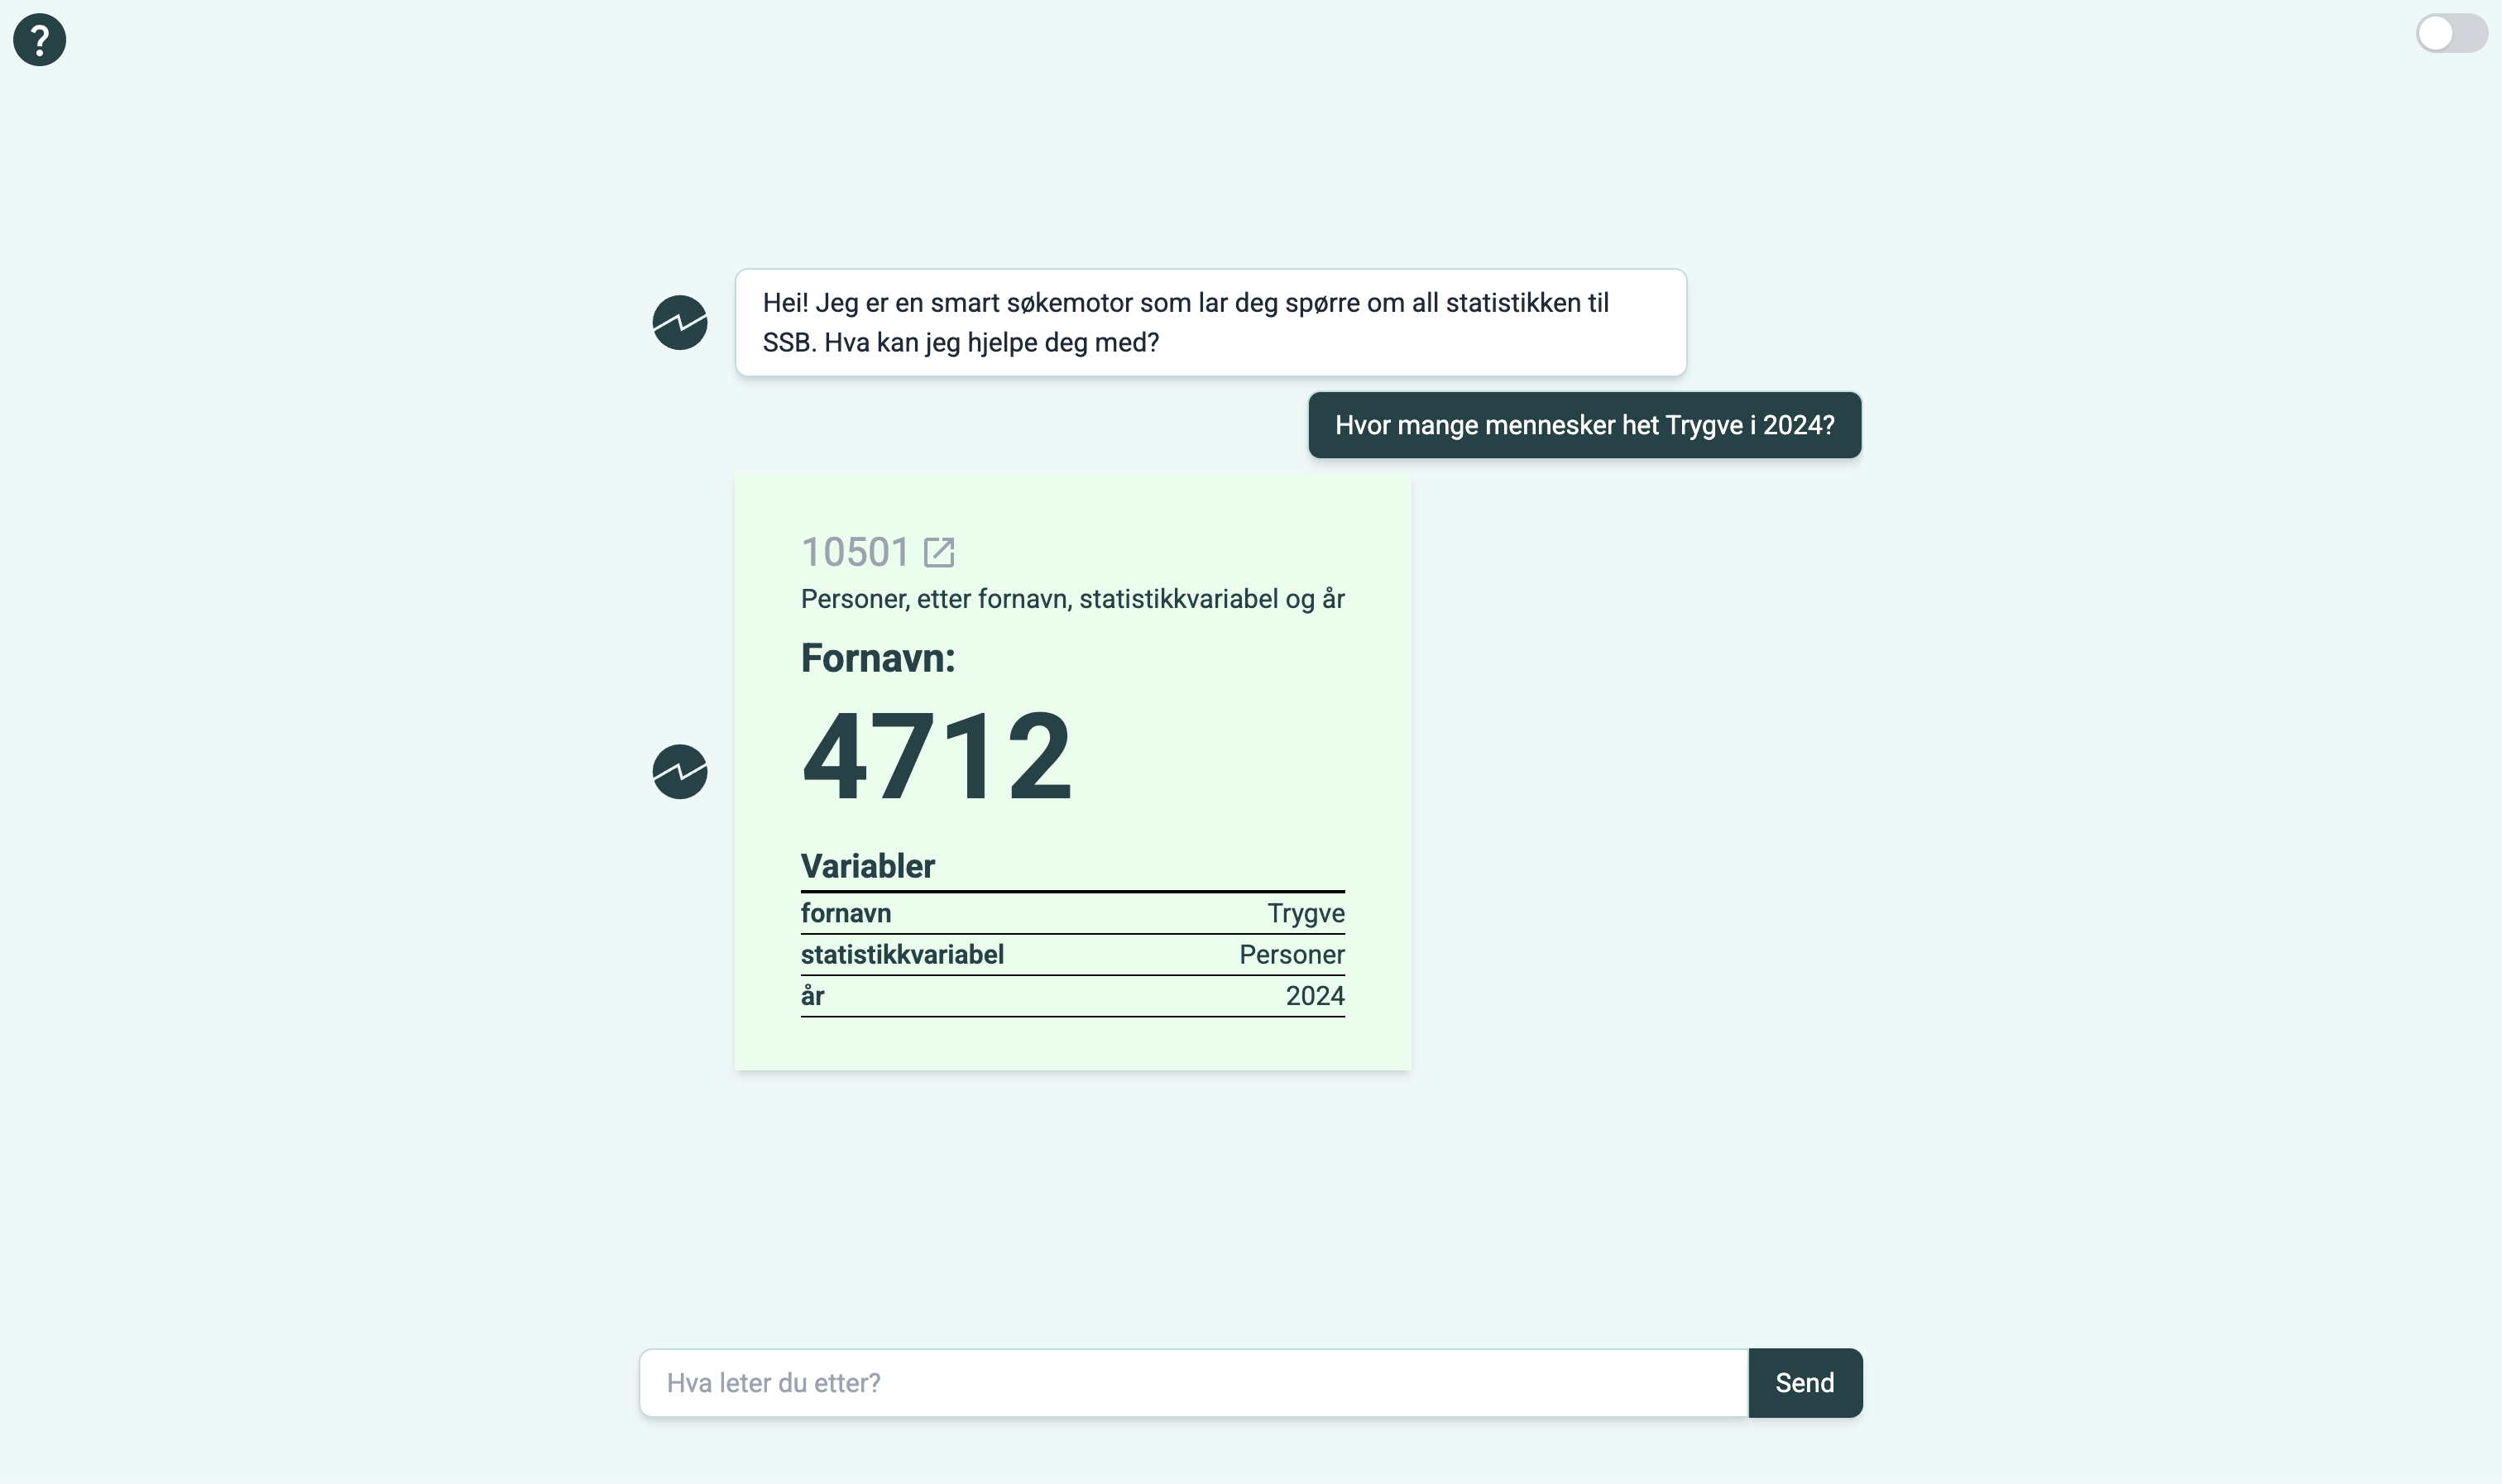 ?
Hei! Jeg er en smart søkemotor som lar deg spørre om all statistikken til
SSB. Hva kan jeg hjelpe deg med?
Hvor mange mennesker het Trygve i 2024?
10501
Personer, etter fornavn, statistikkvariabel og år
Fornavn:
4712
Variabler
fornavn Trygve
statistikkvariabel Personer
år 2024
Hva leter du etter? Send